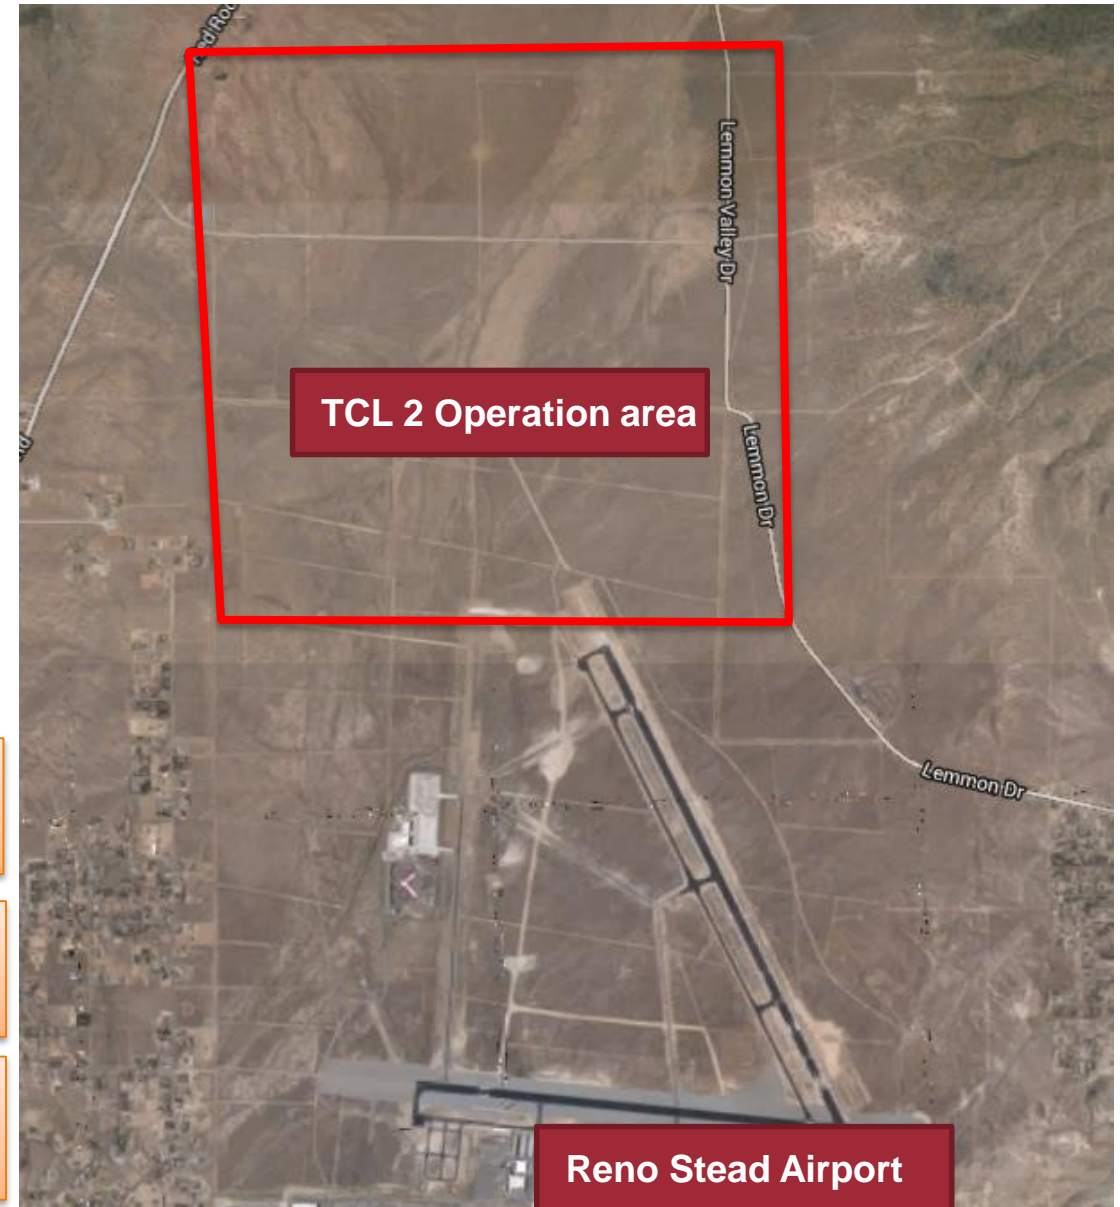 Lemmon Valley Dr
TCL 2 Operation area
Lemmon Dr
Lemmon Dr
Reno Stead Airport